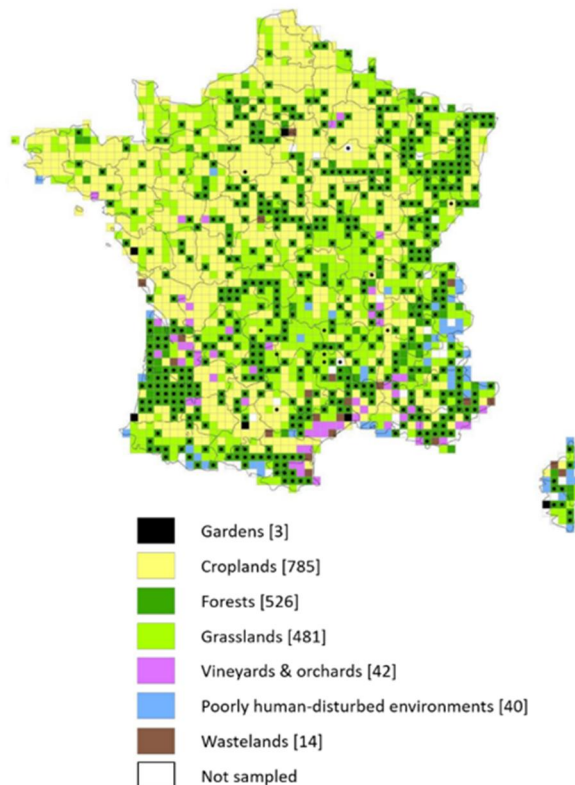 Gardens [3]
Croplands [785]
Forests [526]
Grasslands [481]
Vineyards & orchards [42]
Poorly human-disturbed environments [40]
Wastelands [14]
Not sampled